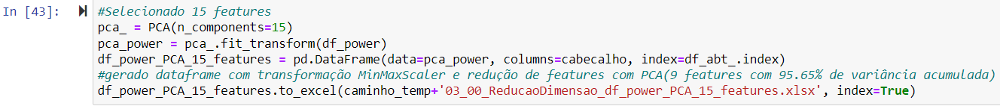 In [43]:
#Selecionado 15 features
pca_ = PCA(n_components=15)
pca_power = pca_.fit_transform(df_power)
df_power_PCA_15_features = pd.DataFrame(data=pca_power, columns=cabecalho, index=df_abt_.index)
#gerado dataframe com transformação MinMaxScaler e redução de features com PCA(9 features com 95.65% de variância acumulada)
df_power_PCA_15_features.to_excel(caminho_temp+'03_00_ReducaoDimensao_df_power_PCA_15_features.xlsx', index=True)